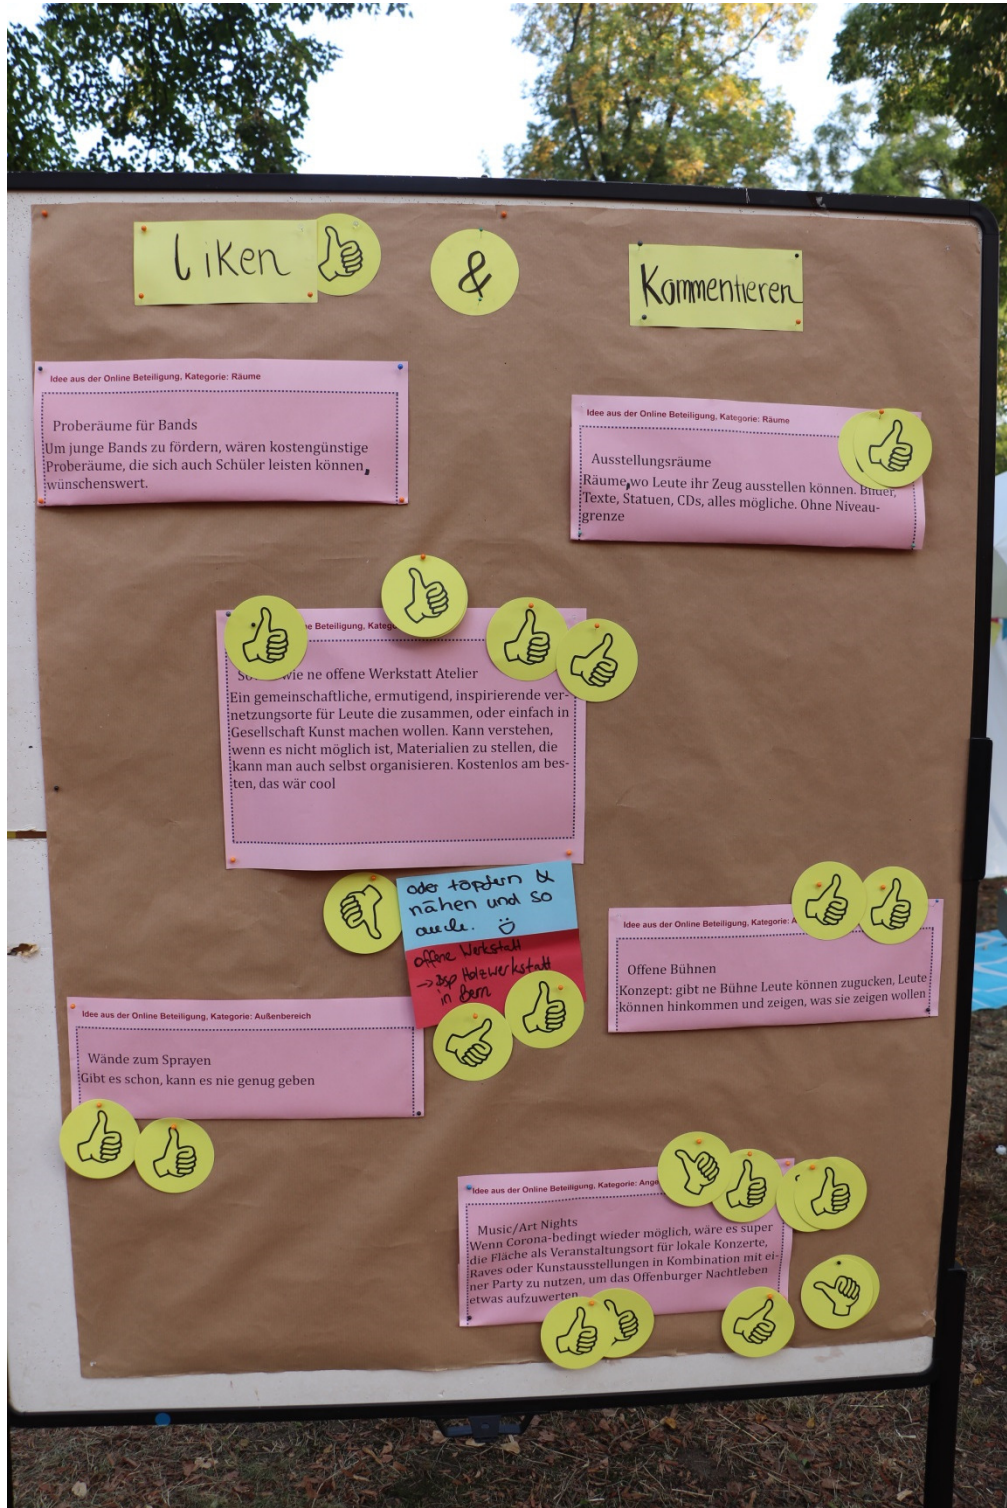 Liken
&
Kommentieren
Idee aus der Online Beteiligung, Kategorie: Räume
Proberäume für Bands
Um junge Bands zu fördern, wären kostengünstige
Proberäume, die sich auch Schüler leisten können,
wünschenswert.
Idee aus der Online Beteiligung, Kategorie: Räume
Ausstellungsräume
Räume, wo Leute ihr Zeug ausstellen können. Bilder,
Texte, Statuen, CDs, alles mögliche. Ohne Niveau-
grenze
Beteiligung,
wie ne offene Werkstatt Atelier
Ein gemeinschaftliche, ermutigend, inspirierende ver-
netzungsorte für Leute die zusammen, oder einfach in
Gesellschaft Kunst machen wollen. Kann verstehen,
wenn es nicht möglich ist, Materialien zu stellen, die
kann man auch selbst organisieren. Kostenlos am bes-
ten, das wär cool
oder töpfern &
nähen und so
auch.
offene Werkstatt
→ Bsp Holzwerkstatt
in Bern
Idee aus der Online Beteiligung, Kategorie:
Offene Bühnen
Konzept: gibt ne Bühne Leute können zugucken, Leute
können hinkommen und zeigen, was sie zeigen wollen
Idee aus der Online Beteiligung, Kategorie: Außenbereich
Wände zum Sprayen
Gibt es schon, kann es nie genug geben
Idee aus der Online Beteiligung, Kategorie:
Music/Art Nights
Wenn Corona-bedingt wieder möglich, wäre es super
die Fläche als Veranstaltungsort für lokale Konzerte,
Raves oder Kunstausstellungen in Kombination mit ei-
ner Party zu nutzen, um das Offenburger Nachtleben
etwas aufzuwerten